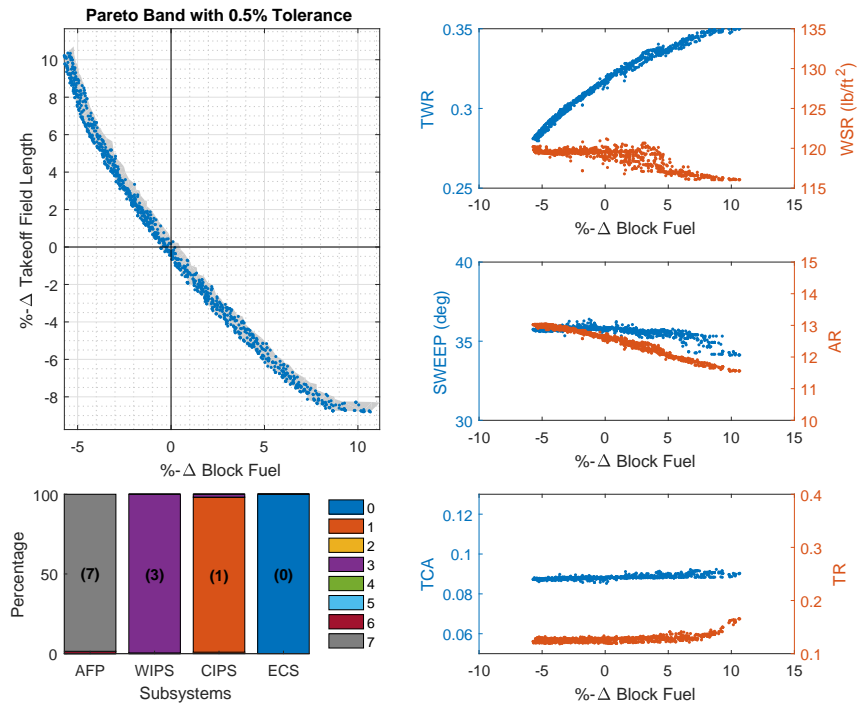 Pareto Band with 0.5% Tolerance
10
8
6
4
2
0
-2
-4
-6
-8
%-Δ Takeoff Field Length
-5 0 5 10
%-Δ Block Fuel
0.35
0.3
0.25
TWR
135
130
125
120
115
WSR (lb/ft²)
-10 -5 0 5 10 15
%-Δ Block Fuel
40
35
30
SWEEP (deg)
15
14
13
12
11
10
AR
-10 -5 0 5 10 15
%-Δ Block Fuel
100
50
0
Percentage
(7) (3) (1) (0)
AFP WIPS CIPS ECS
Subsystems
0
1
2
3
4
5
6
7
0.12
0.1
0.08
0.06
TCA
0.4
0.3
0.2
0.1
TR
-10 -5 0 5 10 15
%-Δ Block Fuel